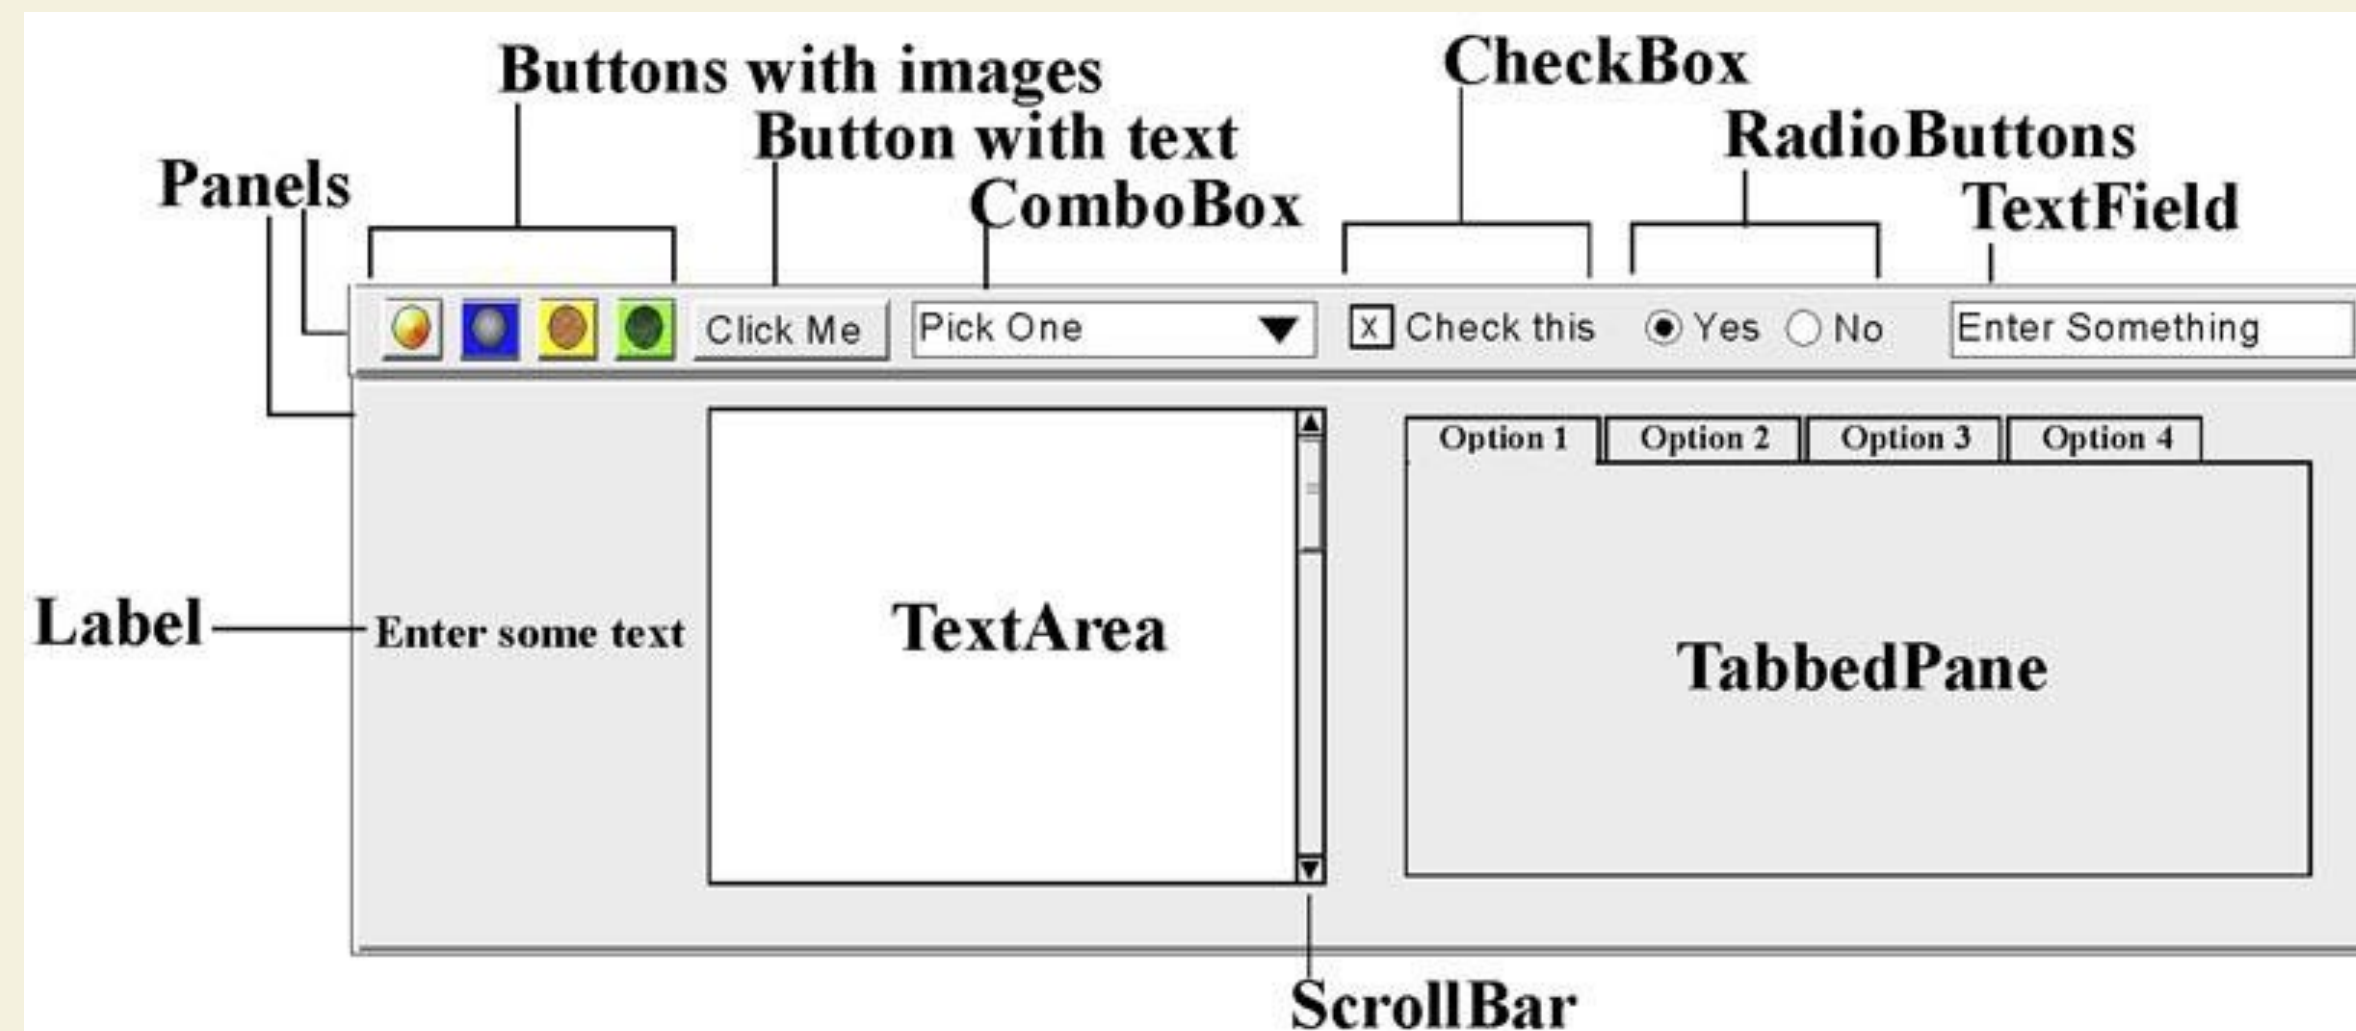 Buttons with images
CheckBox
Button with text
RadioButtons
Panels
ComboBox
TextField
Click Me
Pick One
X Check this
Yes
No
Enter Something
Option 1
Option 2
Option 3
Option 4
Label
Enter some text
TextArea
TabbedPane
ScrollBar